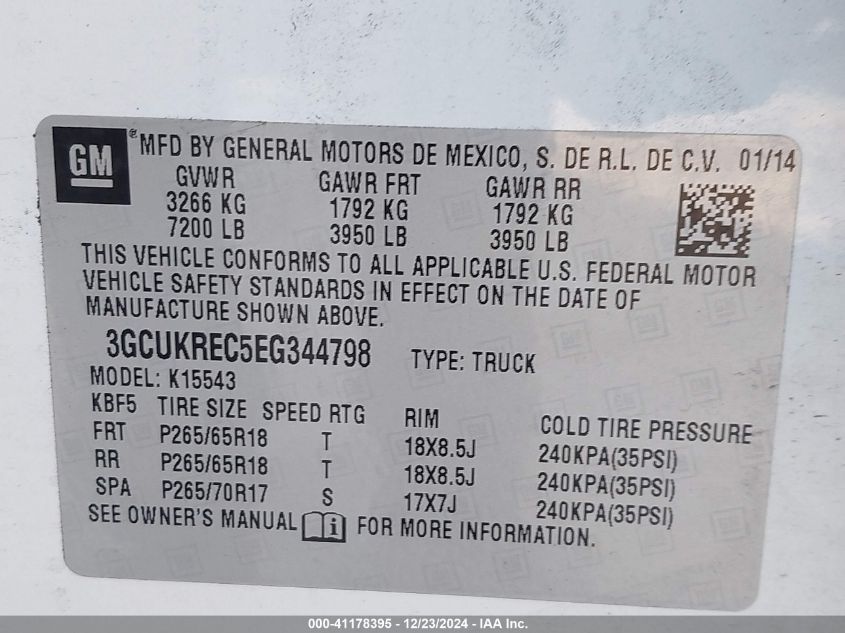 GM ® MFD BY GENERAL MOTORS DE MEXICO, S. DE R.L. DE C.V. 01/14
GVWR GAWR FRT GAWR RR
3266 KG 1792 KG 1792 KG
7200 LB 3950 LB 3950 LB
THIS VEHICLE CONFORMS TO ALL APPLICABLE U.S. FEDERAL MOTOR
VEHICLE SAFETY STANDARDS IN EFFECT ON THE DATE OF
MANUFACTURE SHOWN ABOVE.
3GCUKREC5EG344798 TYPE: TRUCK
MODEL: K15543
KBF5 TIRE SIZE SPEED RTG RIM COLD TIRE PRESSURE
FRT P265/65R18 T 18X8.5J 240KPA(35PSI)
RR P265/65R18 T 18X8.5J 240KPA(35PSI)
SPA P265/70R17 S 17X7J 240KPA(35PSI)
SEE OWNER'S MANUAL FOR MORE INFORMATION.
000-41178395 - 12/23/2024 - IAA Inc.